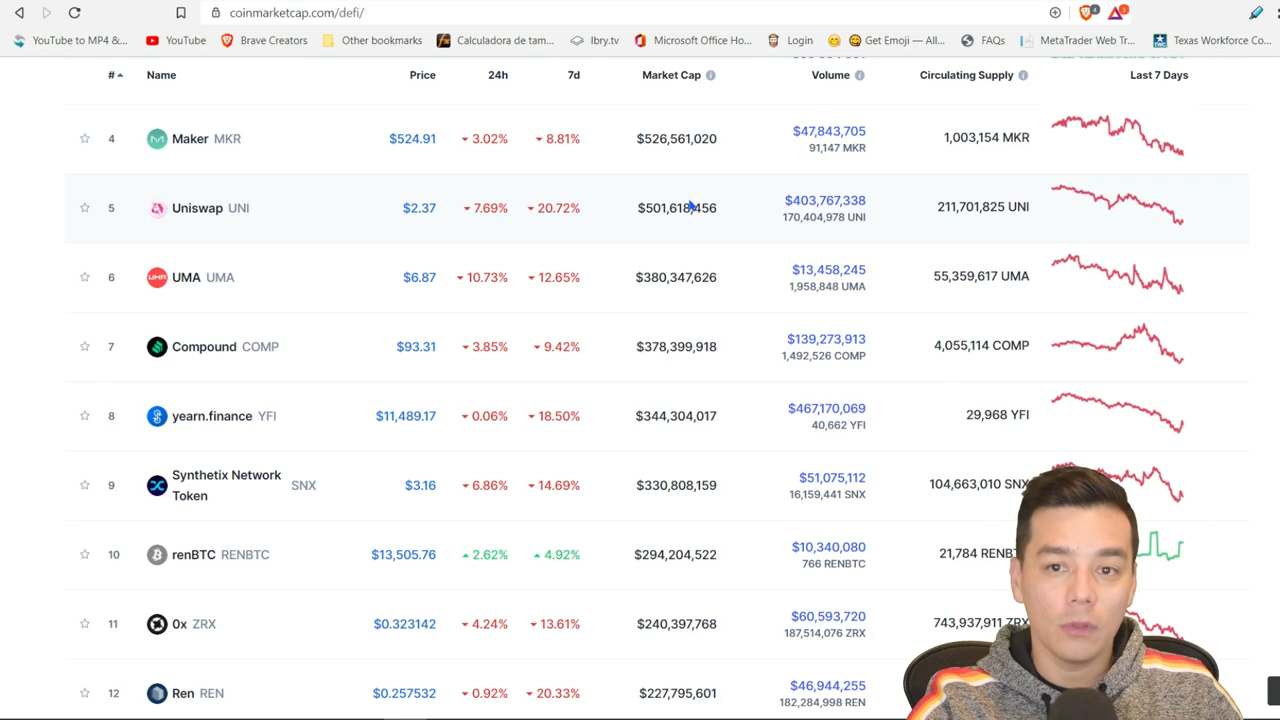 coinmarketcap.com/defi/
4
3
YouTube to MP4 &...
YouTube
Brave Creators
Other bookmarks
Calculadora de tam...
lbry.tv
Microsoft Office Ho...
Login
Get Emoji — All...
FAQs
MetaTrader Web Tr...
Texas Workforce Co...
# Name Price 24h 7d Market Cap Volume Circulating Supply Last 7 Days
4 Maker MKR $524.91 3.02% 8.81% $526,561,020 $47,843,705 1,003,154 MKR
91,147 MKR
5 Uniswap UNI $2.37 7.69% 20.72% $501,618,456 $403,767,338 211,701,825 UNI
170,404,978 UNI
6 UMA UMA $6.87 10.73% 12.65% $380,347,626 $13,458,245 55,359,617 UMA
1,958,848 UMA
7 Compound COMP $93.31 3.85% 9.42% $378,399,918 $139,273,913 4,055,114 COMP
1,492,526 COMP
8 yearn.finance YFI $11,489.17 0.06% 18.50% $344,304,017 $467,170,069 29,968 YFI
40,662 YFI
9 Synthetix Network Token SNX $3.16 6.86% 14.69% $330,808,159 $51,075,112 104,663,010 SNX
16,159,441 SNX
10 renBTC RENBTC $13,505.76 2.62% 4.92% $294,204,522 $10,340,080 21,784 RENBT
766 RENBTC
11 0x ZRX $0.323142 4.24% 13.61% $240,397,768 $60,593,720 743,937,911 ZRX
187,514,076 ZRX
12 Ren REN $0.257532 0.92% 20.33% $227,795,601 $46,944,255
182,284,998 REN